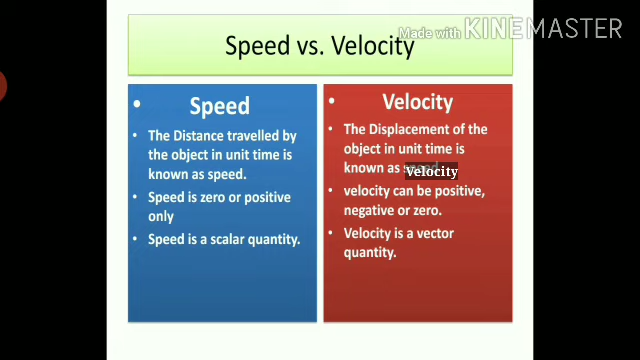 Made with KINEMASTER
Speed vs. Velocity
• Speed
• The Distance travelled by
the object in unit time is
known as speed.
• Speed is zero or positive
only
• Speed is a scalar quantity.
• Velocity
• The Displacement of the
object in unit time is
known as speed.
Velocity
• velocity can be positive,
negative or zero.
• Velocity is a vector
quantity.